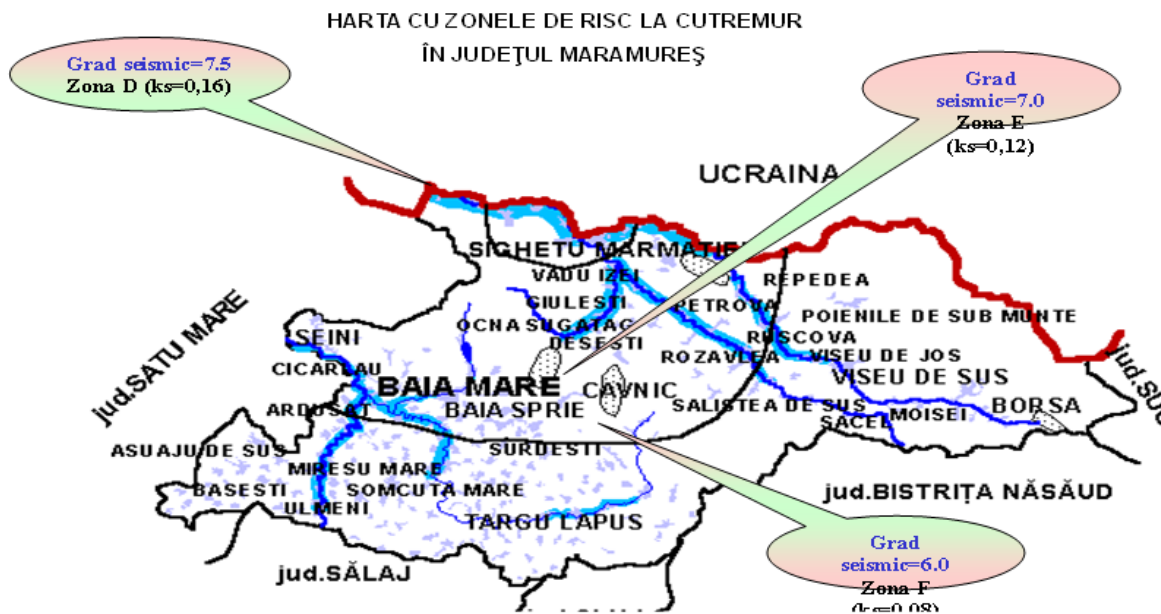 HARTA CU ZONELE DE RISC LA CUTREMUR
ÎN JUDEŢUL MARAMUREŞ
Grad seismic=7.5
Zona D (ks=0,16)
Grad
seismic=7.0
Zona E
(ks=0,12)
UCRAINA
SIGHETU MARMATIEI
VADU IZEI
REPEDEA
GIULESTI
PETROVA
POIENILE DE SUB MUNTE
OCNA SUGATAG
RUSCOVA
SEINI
DESESTI
ROZAVLEA
VISEU DE JOS
jud.SATU MARE
CICARLAU
VISEU DE SUS
BAIA MARE
CAVNIC
ARDUSAT
BAIA SPRIE
SALISTEA DE SUS
MOISEI
BORSA
SACEL
ASUAJU DE SUS
SURDESTI
MIRESU MARE
BASESTI
SOMCUTA MARE
ULMENI
jud.BISTRIȚA NĂSĂUD
TARGU LAPUS
jud.SĂLAJ
Grad
seismic=6.0
Zona F
(ks=0,08)